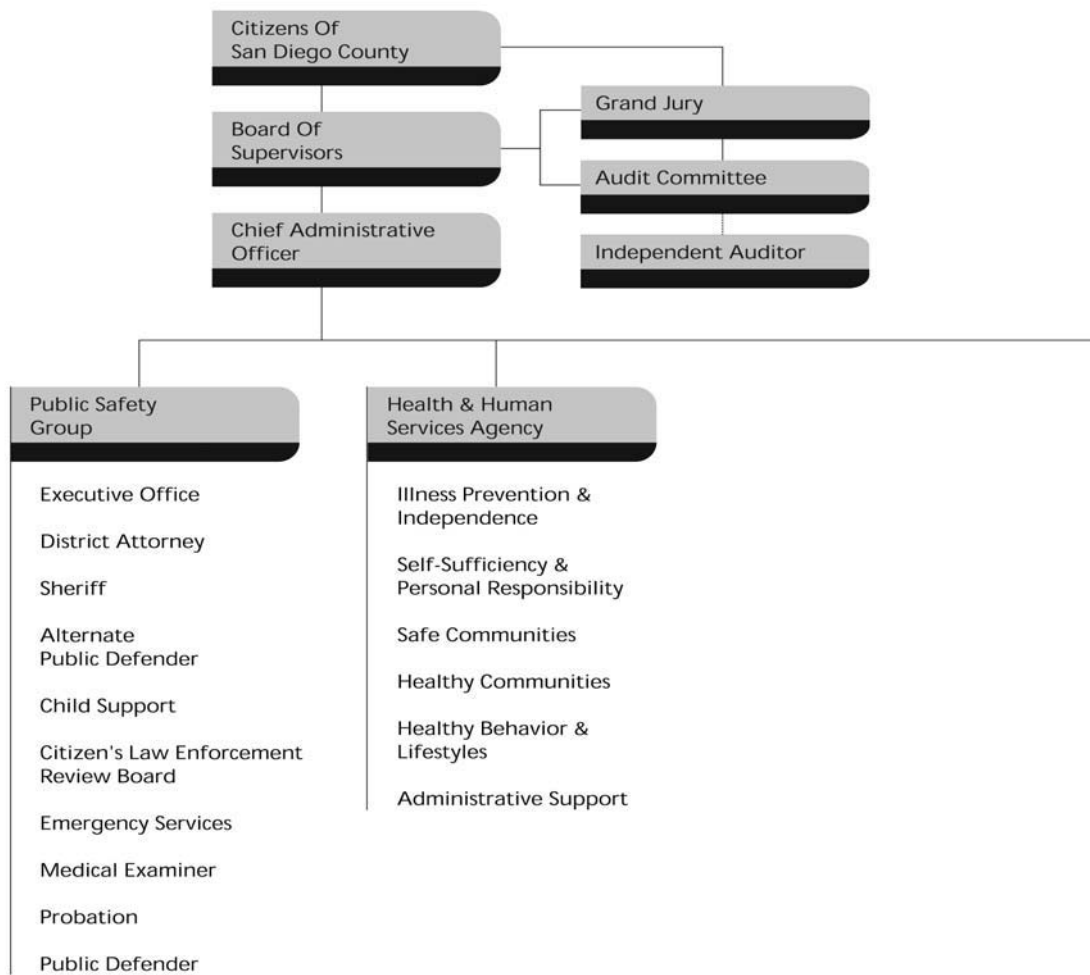 Citizens Of
San Diego County
Grand Jury
Board Of
Supervisors
Audit Committee
Chief Administrative
Officer
Independent Auditor
Public Safety
Group
Executive Office
District Attorney
Sheriff
Alternate
Public Defender
Child Support
Citizen's Law Enforcement
Review Board
Emergency Services
Medical Examiner
Probation
Public Defender
Health & Human
Services Agency
Illness Prevention &
Independence
Self-Sufficiency &
Personal Responsibility
Safe Communities
Healthy Communities
Healthy Behavior &
Lifestyles
Administrative Support